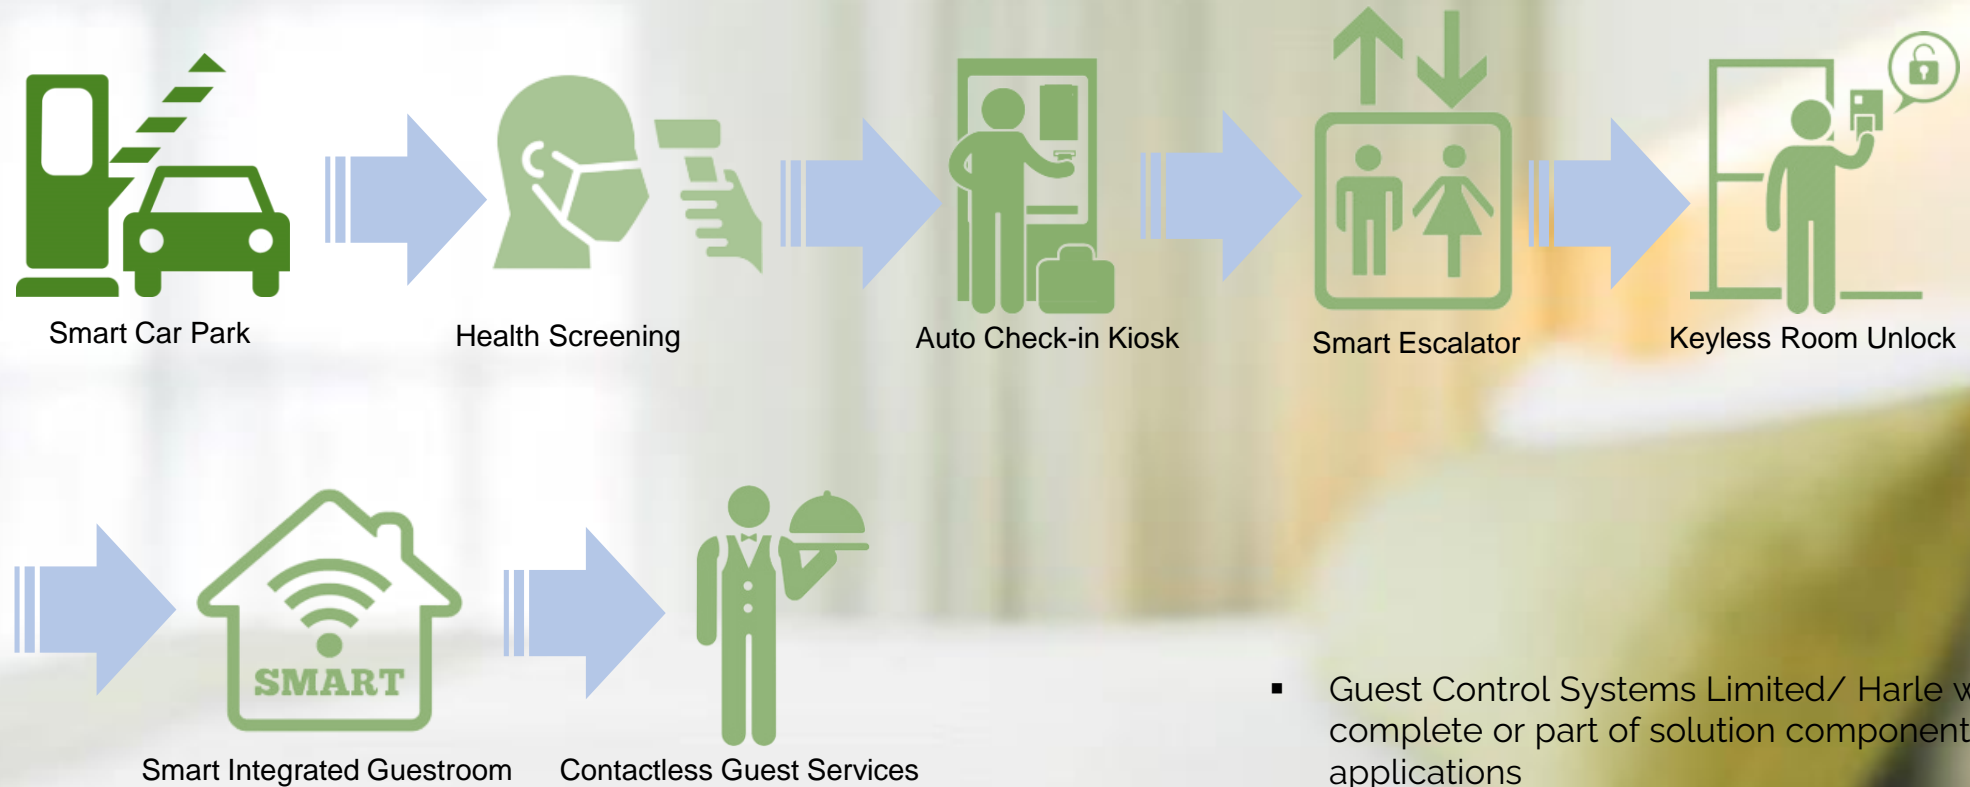 Smart Car Park
Health Screening
Auto Check-in Kiosk
Smart Escalator
Keyless Room Unlock
SMART
Smart Integrated Guestroom
Contactless Guest Services
▪ Guest Control Systems Limited/ Harle
complete or part of solution component
applications